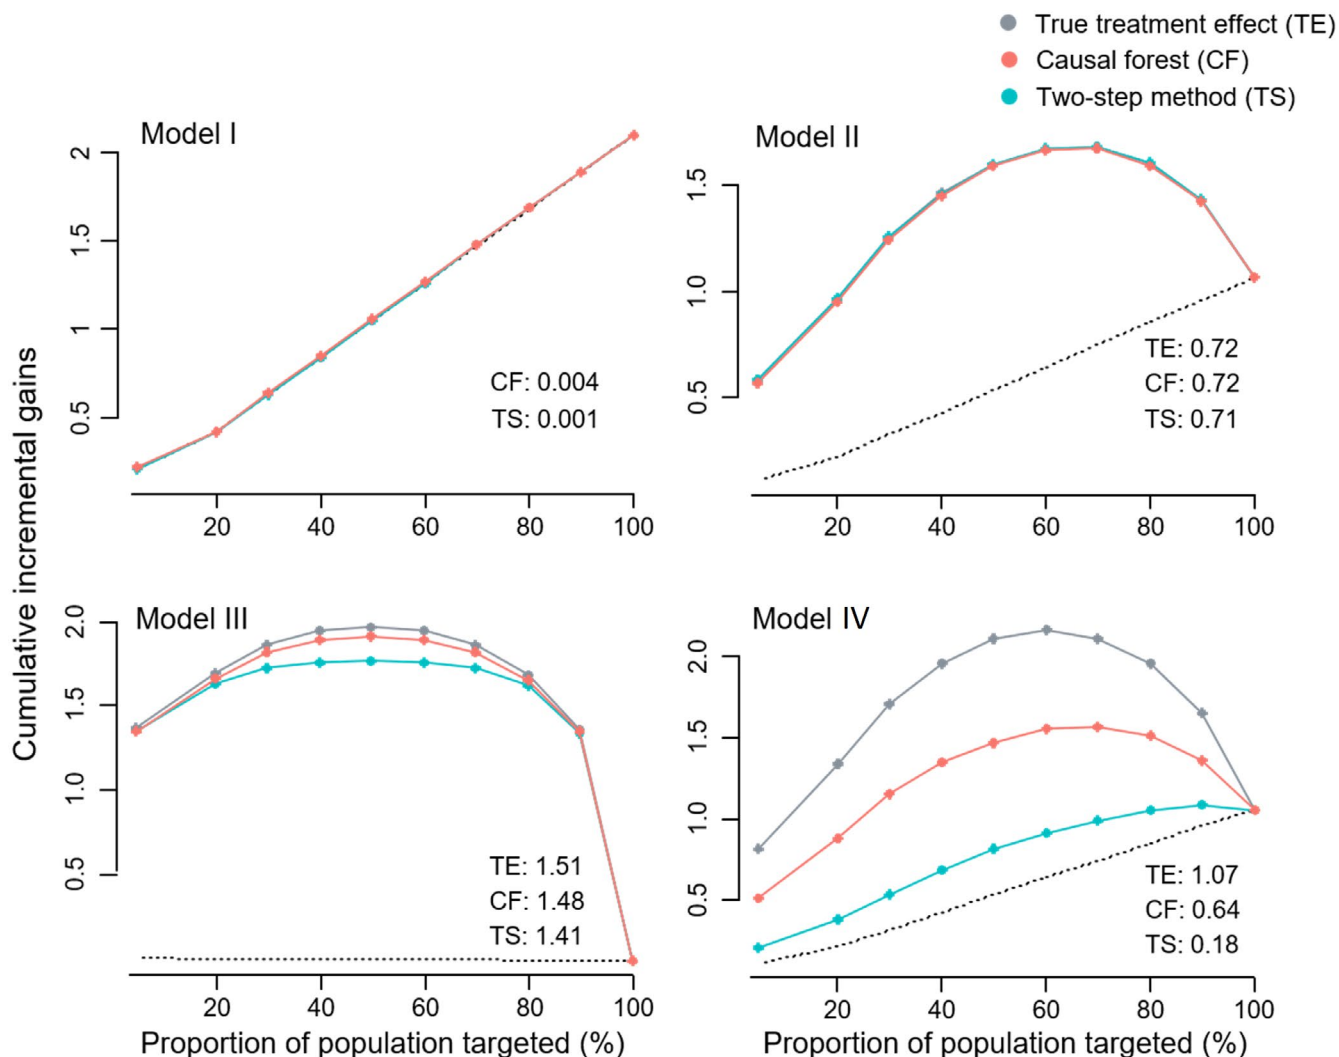 True treatment effect (TE)
Causal forest (CF)
Two-step method (TS)
Cumulative incremental gains
Model I
2
1.5
1
0.5
CF: 0.004
TS: 0.001
20 40 60 80 100
Model II
1.5
1.0
0.5
TE: 0.72
CF: 0.72
TS: 0.71
20 40 60 80 100
Model III
2.0
1.5
1.0
0.5
TE: 1.51
CF: 1.48
TS: 1.41
20 40 60 80 100
Proportion of population targeted (%)
Model IV
2.0
1.5
1.0
0.5
TE: 1.07
CF: 0.64
TS: 0.18
20 40 60 80 100
Proportion of population targeted (%)